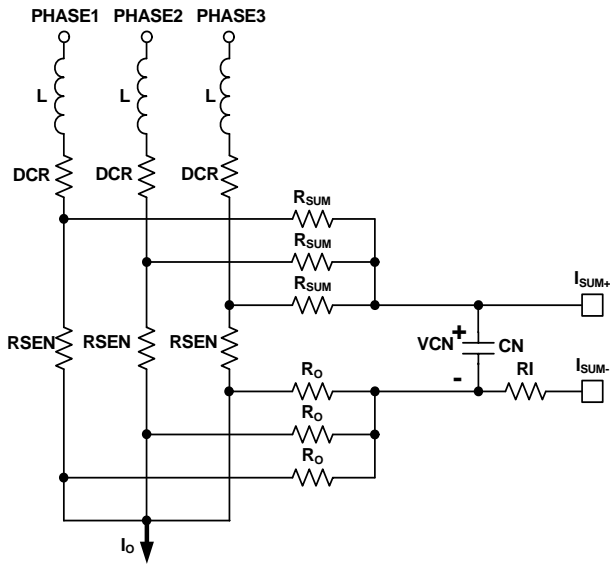 PHASE1 PHASE2 PHASE3
L L L
DCR DCR DCR
RSUM
RSUM
RSUM
ISUM+
RSEN RSEN RSEN
VCN + CN
-
RI
ISUM-
RO
RO
RO
IO